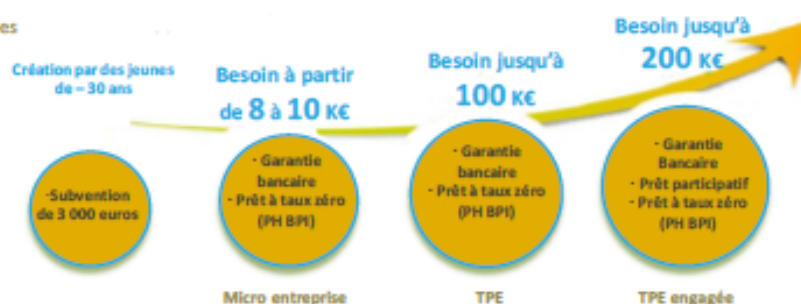 es
Création par des jeunes
de – 30 ans
Besoin à partir
de 8 à 10 K€
Besoin jusqu'à
100 K€
Besoin jusqu'à
200 K€
-Subvention
de 3 000 euros
- Garantie
bancaire
- Prêt à taux zéro
(PH BPI)
- Garantie
bancaire
- Prêt à taux zéro
(PH BPI)
- Garantie
Bancaire
- Prêt participatif
- Prêt à taux zéro
(PH BPI)
Micro entreprise
TPE
TPE engagée